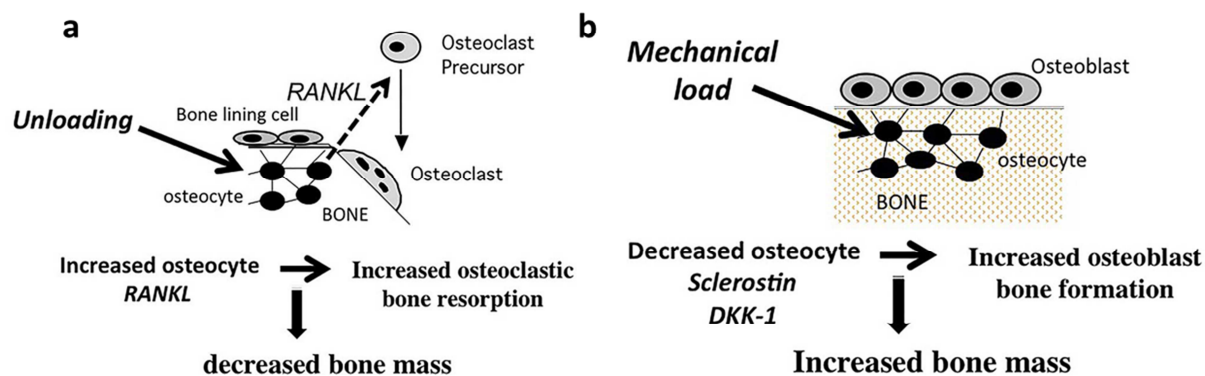 a
Osteoclast
Precursor
RANKL
Unloading
Bone lining cell
Osteoclast
osteocyte
BONE
Increased osteocyte
RANKL
Increased osteoclastic
bone resorption
decreased bone mass
b
Mechanical
load
Osteoblast
osteocyte
BONE
Decreased osteocyte
Sclerostin
DKK-1
Increased osteoblast
bone formation
Increased bone mass